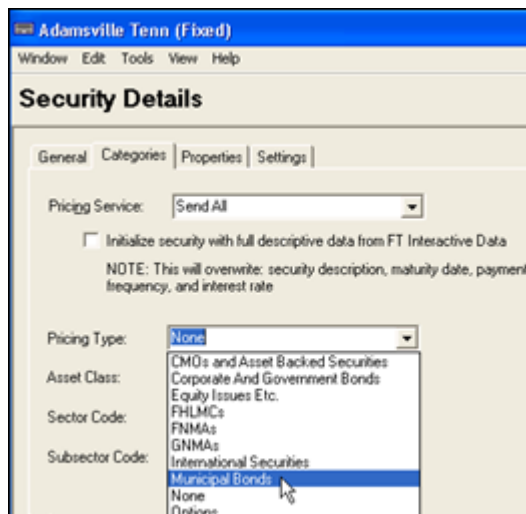 Adamsville Tenn (Fixed)
Window Edit Tools View Help
Security Details
General Categories Properties Settings
Pricing Service: Send All
Initialize security with full descriptive data from FT Interactive Data
NOTE: This will overwrite: security description, maturity date, payment
frequency, and interest rate
Pricing Type: None
CMOs and Asset Backed Securities
Asset Class: Corporate And Government Bonds
Equity Issues Etc.
Sector Code: FHLMCs
FNMAs
GNMAs
Subsector Code: International Securities
Municipal Bonds
None
Options